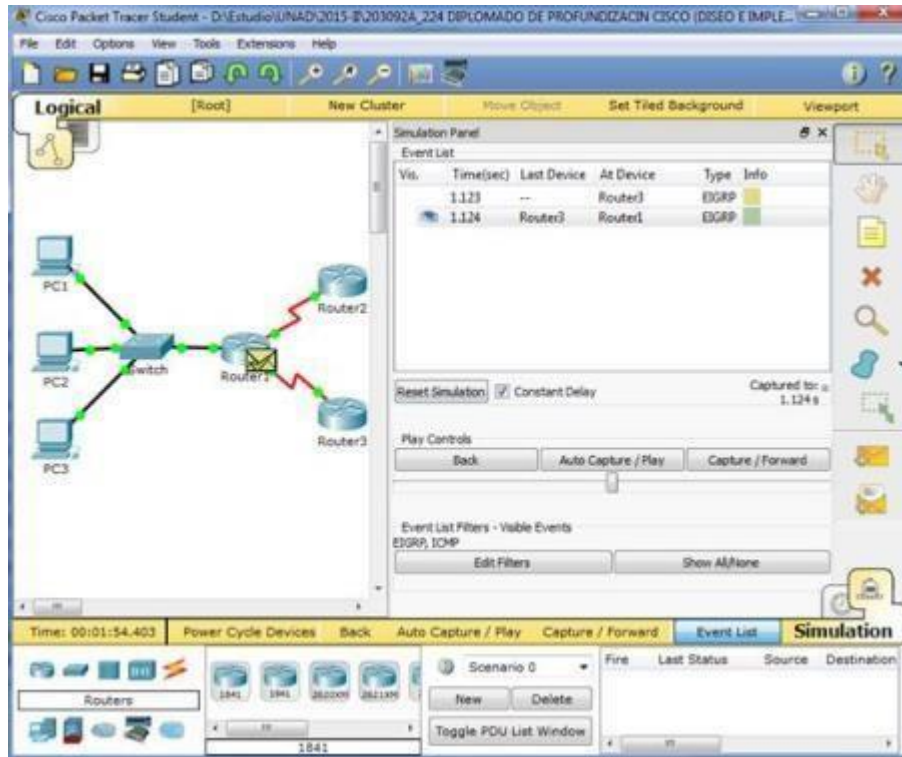 Cisco Packet Tracer Student - D:\Estudio\UNAD\2015-II\203092A_224 DIPLOMADO DE PROFUNDIZACIN CISCO (DISEO E IMPLE...
File Edit Options View Tools Extensions Help
Logical [Root] New Cluster Move Object Set Tiled Background Viewport
Simulation Panel
Event List
Vis. Time(sec) Last Device At Device Type Info
1.123 -- Router3 EIGRP
1.124 Router3 Router1 EIGRP
PC1
Router2
PC2 Switch Router1
Router3
PC3
Reset Simulation Constant Delay Captured to:
1.124 s
Play Controls
Back Auto Capture / Play Capture / Forward
Event List Filters - Visible Events
EIGRP, ICMP
Edit Filters Show All/None
Time: 00:01:54.403 Power Cycle Devices Back Auto Capture / Play Capture / Forward Event List Simulation
Routers
1841 1941 2620XM 2621XM
1841
Scenario 0
New Delete
Toggle PDU List Window
Fire Last Status Source Destination